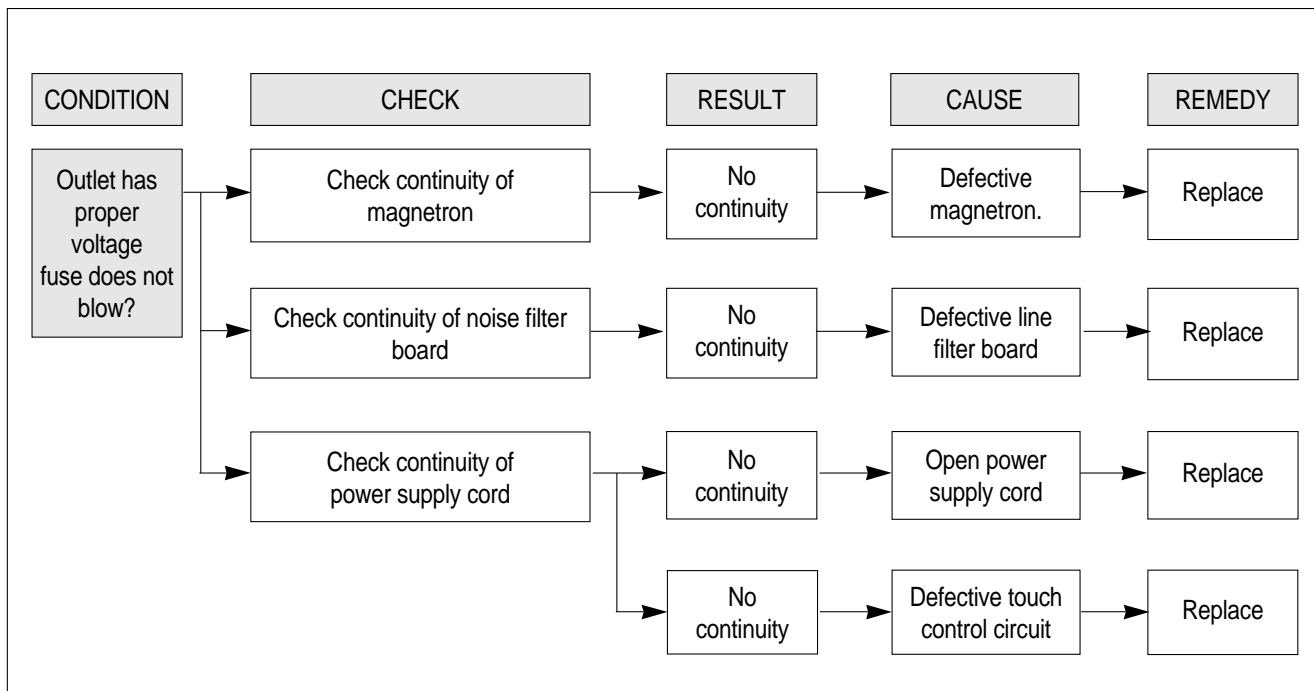 CONDITION
CHECK
RESULT
CAUSE
REMEDY
Outlet has
proper
voltage
fuse does not
blow?
Check continuity of
magnetron
No
continuity
Defective
magnetron.
Replace
Check continuity of noise filter
board
No
continuity
Defective line
filter board
Replace
Check continuity of
power supply cord
No
continuity
Open power
supply cord
Replace
No
continuity
Defective touch
control circuit
Replace